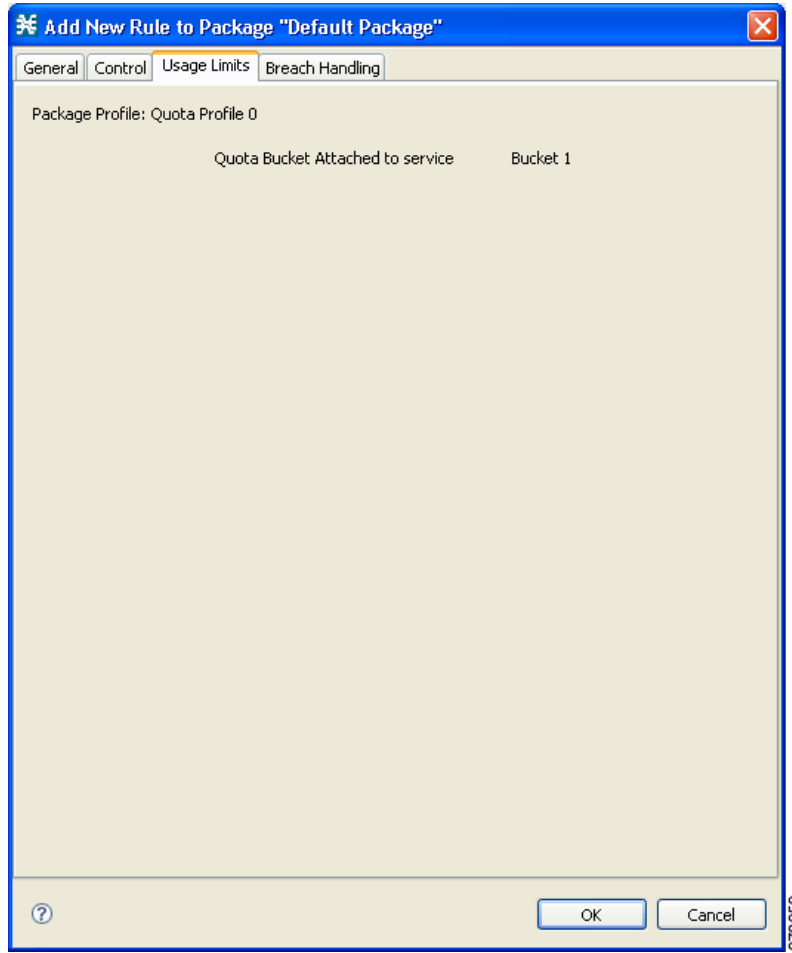 Add New Rule to Package "Default Package"
General Control Usage Limits Breach Handling
Package Profile: Quota Profile 0
Quota Bucket Attached to service Bucket 1
OK Cancel